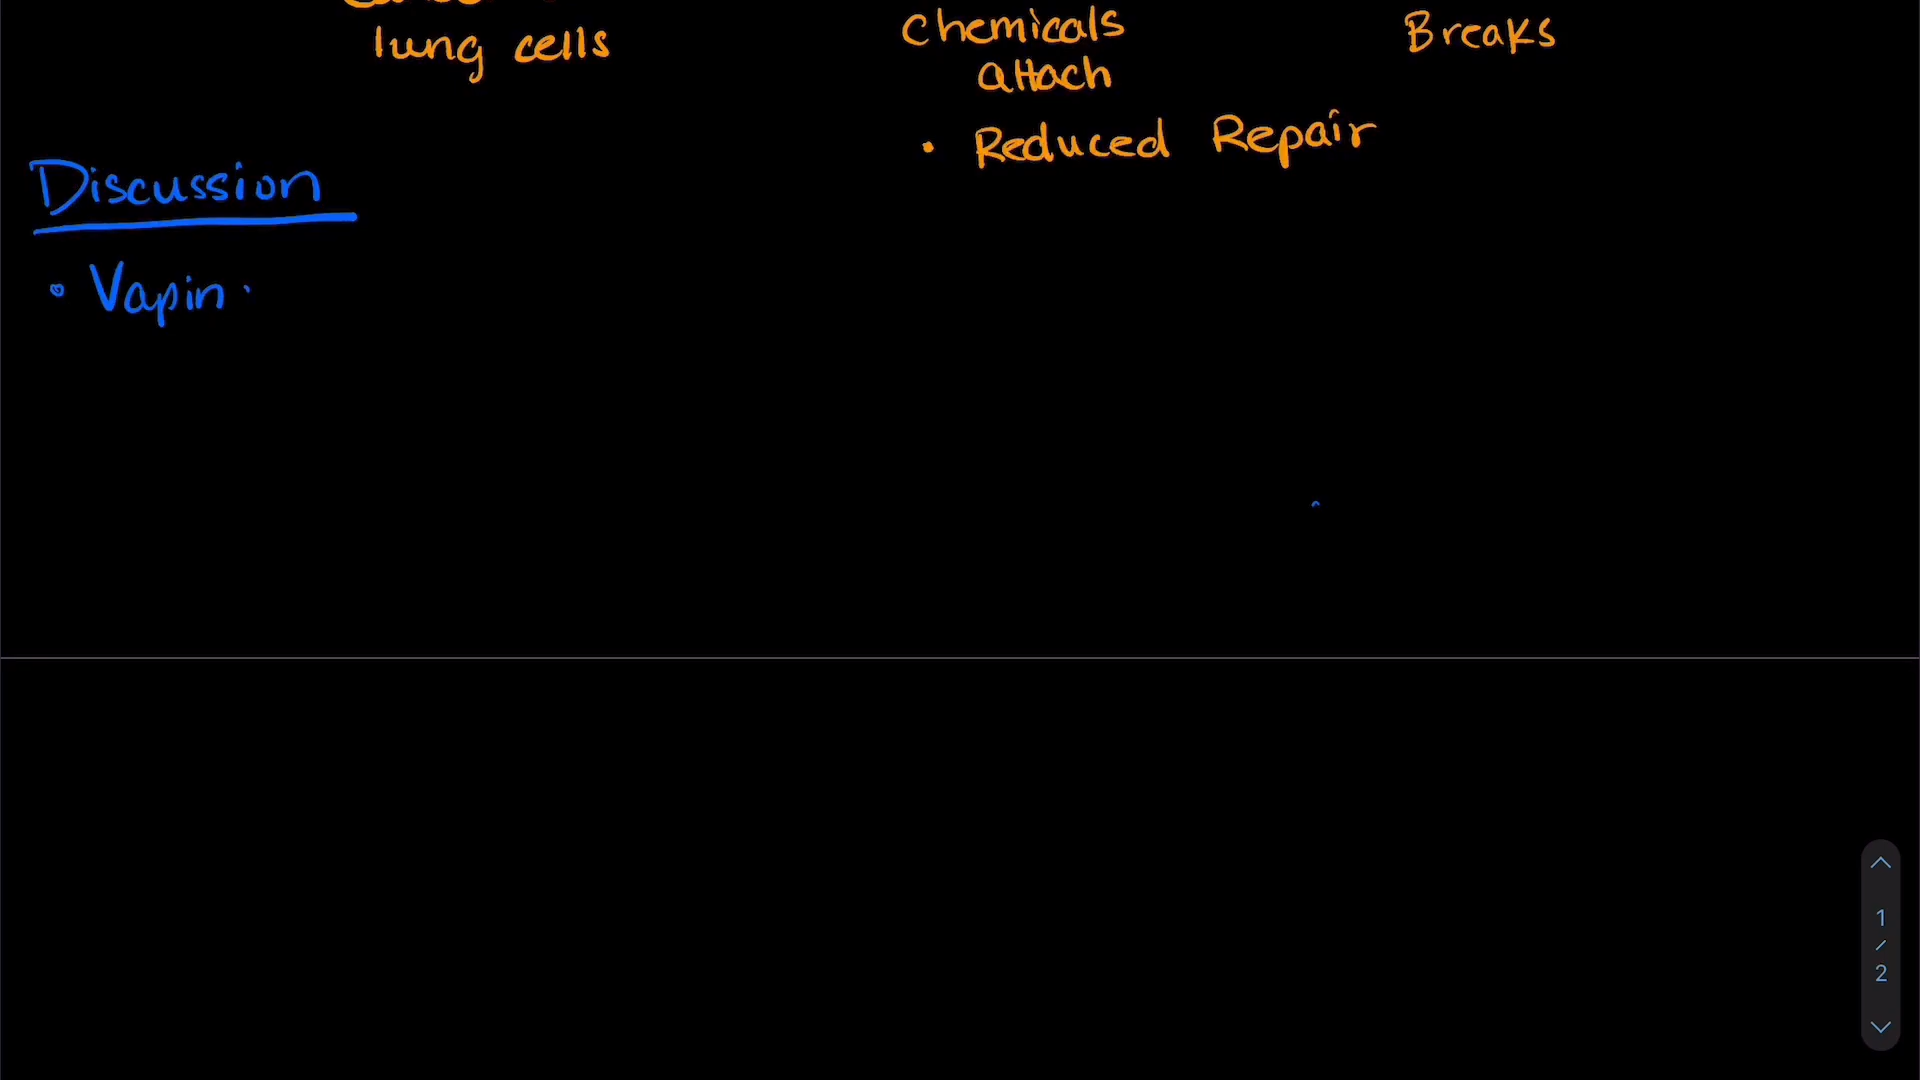 lung cells
Chemicals
attach
Breaks
• Reduced Repair
Discussion
• Vapin
1
/
2